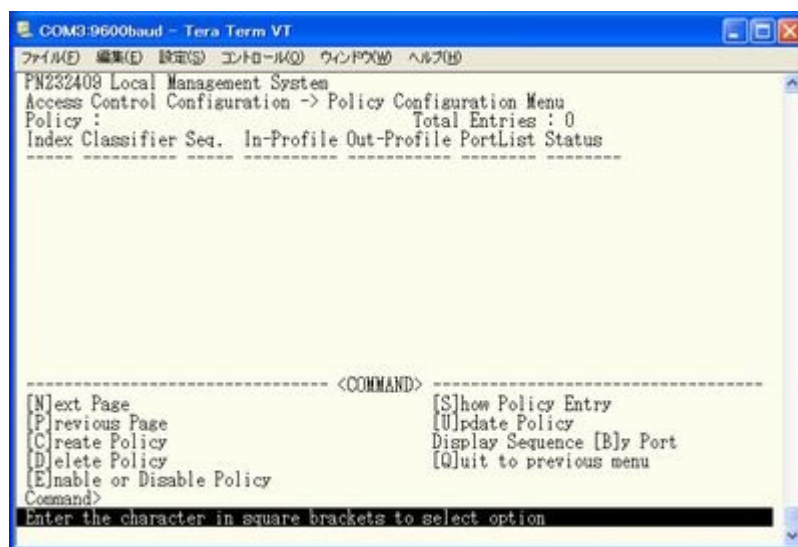 COM3:9600baud - Tera Term VT
ファイル(F) 編集(E) 設定(S) コントロール(O) ウィンドウ(W) ヘルプ(H)
PN232409 Local Management System
Access Control Configuration -> Policy Configuration Menu
Policy : Total Entries : 0
Index Classifier Seq. In-Profile Out-Profile PortList Status
----- ---------- ----- ---------- ----------- -------- --------
------------------------------- <COMMAND> ----------------------------------
[N]ext Page [S]how Policy Entry
[P]revious Page [U]pdate Policy
[C]reate Policy Display Sequence [B]y Port
[D]elete Policy [Q]uit to previous menu
[E]nable or Disable Policy
Command>
Enter the character in square brackets to select option